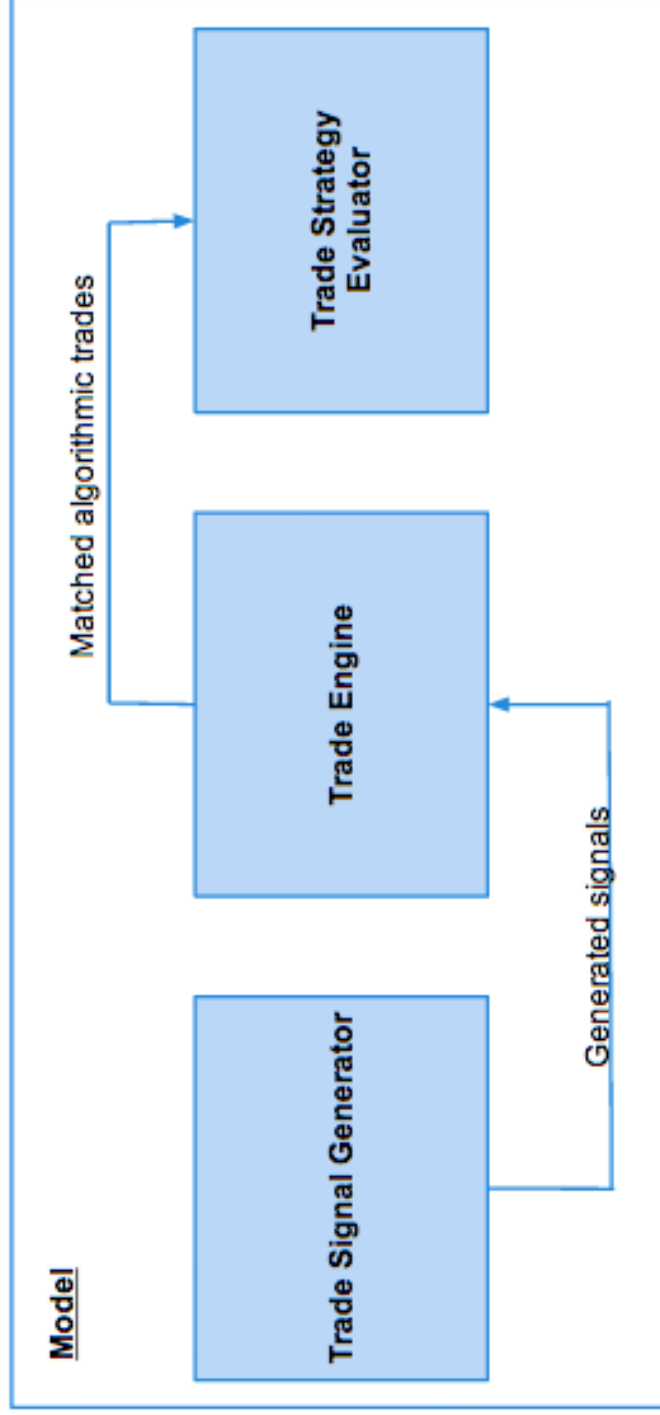 Model
Matched algorithmic trades
Trade Signal Generator
Trade Engine
Trade Strategy
Evaluator
Generated signals